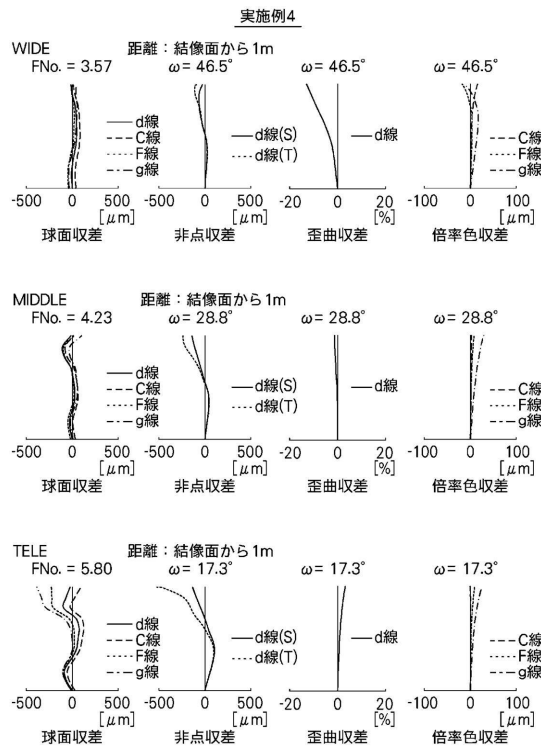 実施例4
WIDE 距離：結像面から1m
FNo. = 3.57 ω= 46.5° ω= 46.5° ω= 46.5°
d線
C線
F線
g線
d線(S)
d線(T)
d線
C線
F線
g線
-500 0 500 -500 0 500 -20 0 20 -100 0 100
[μm] [μm] [%] [μm]
球面収差 非点収差 歪曲収差 倍率色収差
MIDDLE 距離：結像面から1m
FNo. = 4.23 ω= 28.8° ω= 28.8° ω= 28.8°
d線
C線
F線
g線
d線(S)
d線(T)
d線
C線
F線
g線
-500 0 500 -500 0 500 -20 0 20 -100 0 100
[μm] [μm] [%] [μm]
球面収差 非点収差 歪曲収差 倍率色収差
TELE 距離：結像面から1m
FNo. = 5.80 ω= 17.3° ω= 17.3° ω= 17.3°
d線
C線
F線
g線
d線(S)
d線(T)
d線
C線
F線
g線
-500 0 500 -500 0 500 -20 0 20 -100 0 100
[μm] [μm] [%] [μm]
球面収差 非点収差 歪曲収差 倍率色収差